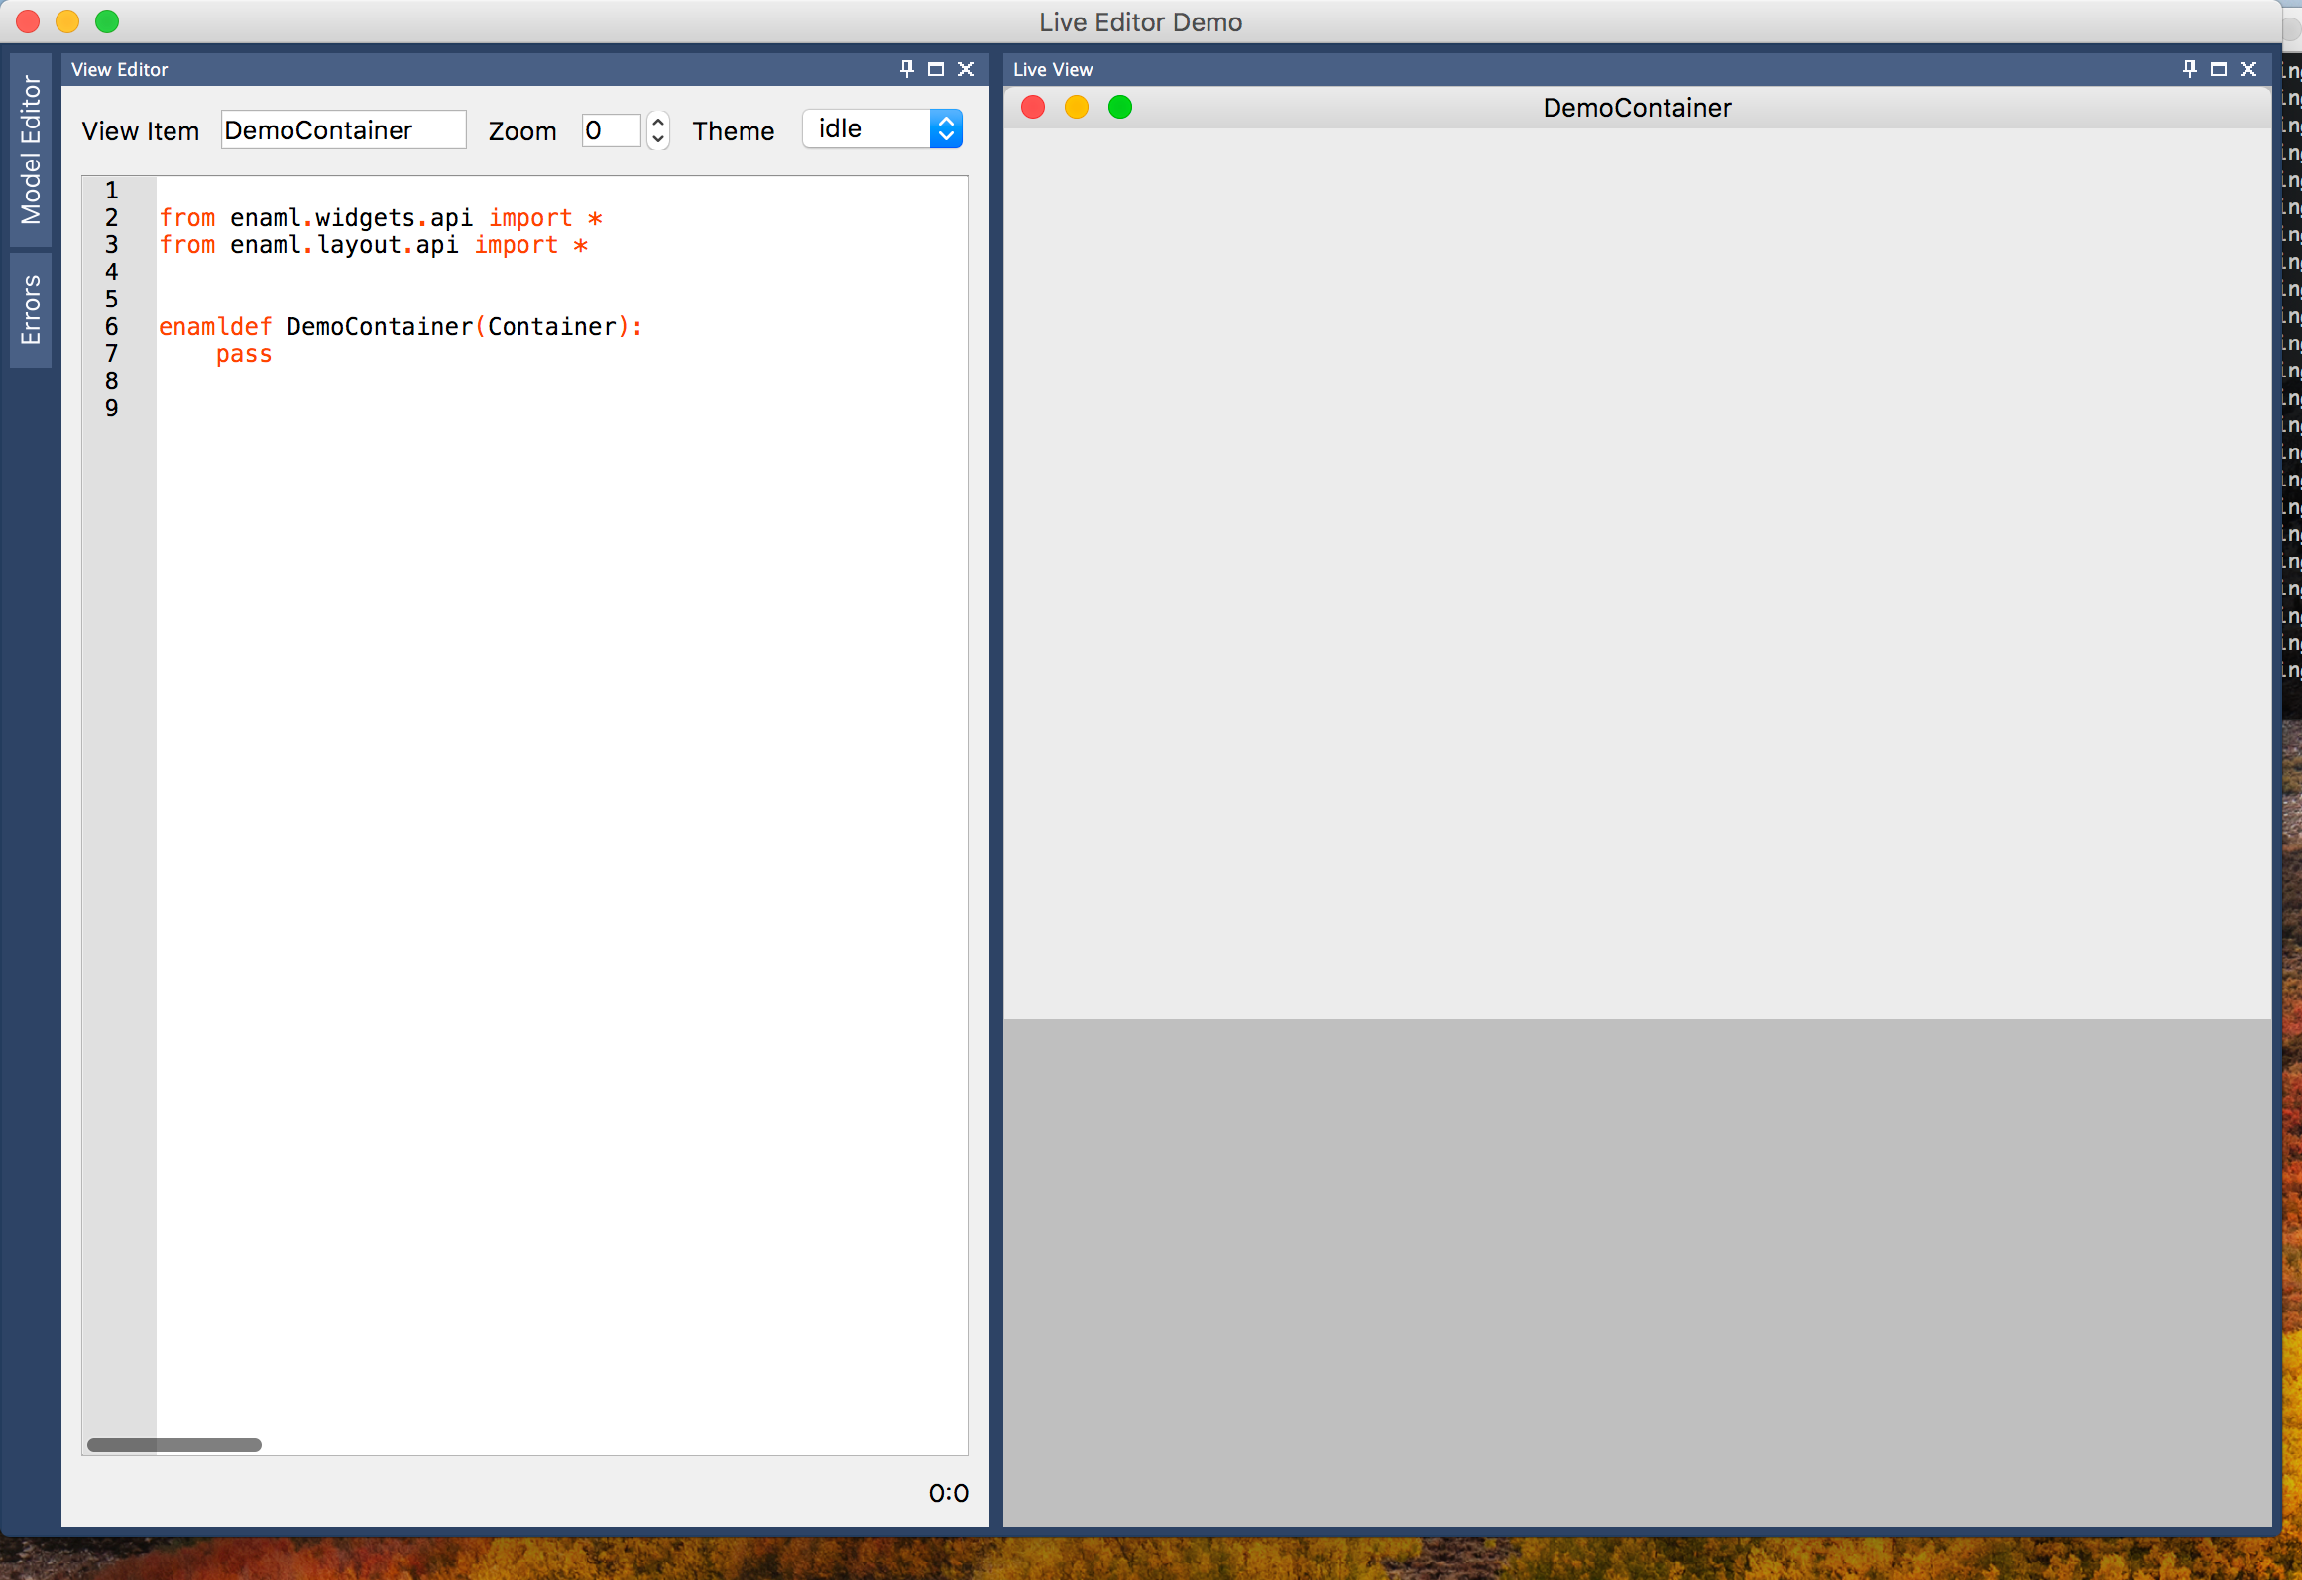 Live Editor Demo
Model Editor
Errors
View Editor
View Item DemoContainer Zoom 0 Theme idle
1
2 from enaml.widgets.api import *
3 from enaml.layout.api import *
4
5
6 enamldef DemoContainer(Container):
7     pass
8
9
0:0
Live View
DemoContainer